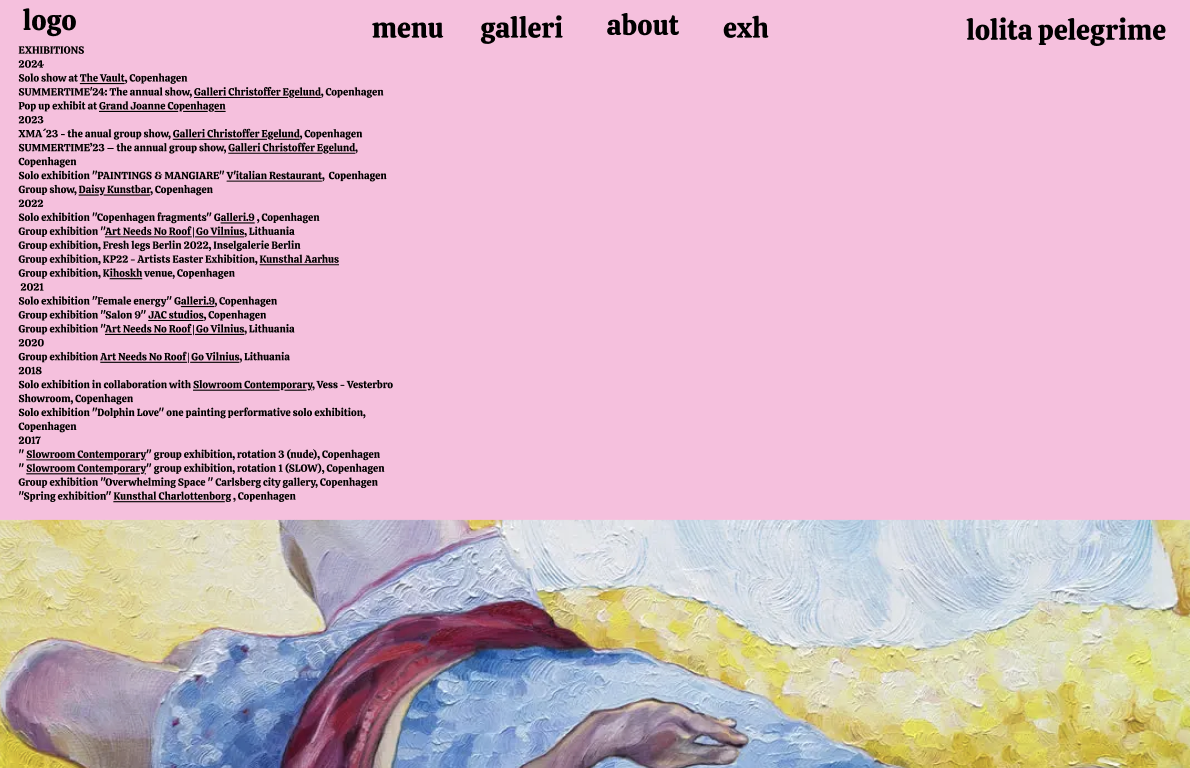 logo
menu galleri about exh
lolita pelegrime
EXHIBITIONS
2024
Solo show at The Vault, Copenhagen
SUMMERTIME'24: The annual show, Galleri Christoffer Egelund, Copenhagen
Pop up exhibit at Grand Joanne Copenhagen
2023
XMA´23 - the anual group show, Galleri Christoffer Egelund, Copenhagen
SUMMERTIME'23 – the annual group show, Galleri Christoffer Egelund,
Copenhagen
Solo exhibition "PAINTINGS & MANGIARE" V'italian Restaurant, Copenhagen
Group show, Daisy Kunstbar, Copenhagen
2022
Solo exhibition "Copenhagen fragments" Galleri.9 , Copenhagen
Group exhibition "Art Needs No Roof | Go Vilnius, Lithuania
Group exhibition, Fresh legs Berlin 2022, Inselgalerie Berlin
Group exhibition, KP22 - Artists Easter Exhibition, Kunsthal Aarhus
Group exhibition, Kihoskh venue, Copenhagen
2021
Solo exhibition "Female energy" Galleri.9, Copenhagen
Group exhibition "Salon 9" JAC studios, Copenhagen
Group exhibition "Art Needs No Roof | Go Vilnius, Lithuania
2020
Group exhibition Art Needs No Roof | Go Vilnius, Lithuania
2018
Solo exhibition in collaboration with Slowroom Contemporary, Vess - Vesterbro
Showroom, Copenhagen
Solo exhibition "Dolphin Love" one painting performative solo exhibition,
Copenhagen
2017
" Slowroom Contemporary" group exhibition, rotation 3 (nude), Copenhagen
" Slowroom Contemporary" group exhibition, rotation 1 (SLOW), Copenhagen
Group exhibition "Overwhelming Space " Carlsberg city gallery, Copenhagen
"Spring exhibition" Kunsthal Charlottenborg , Copenhagen